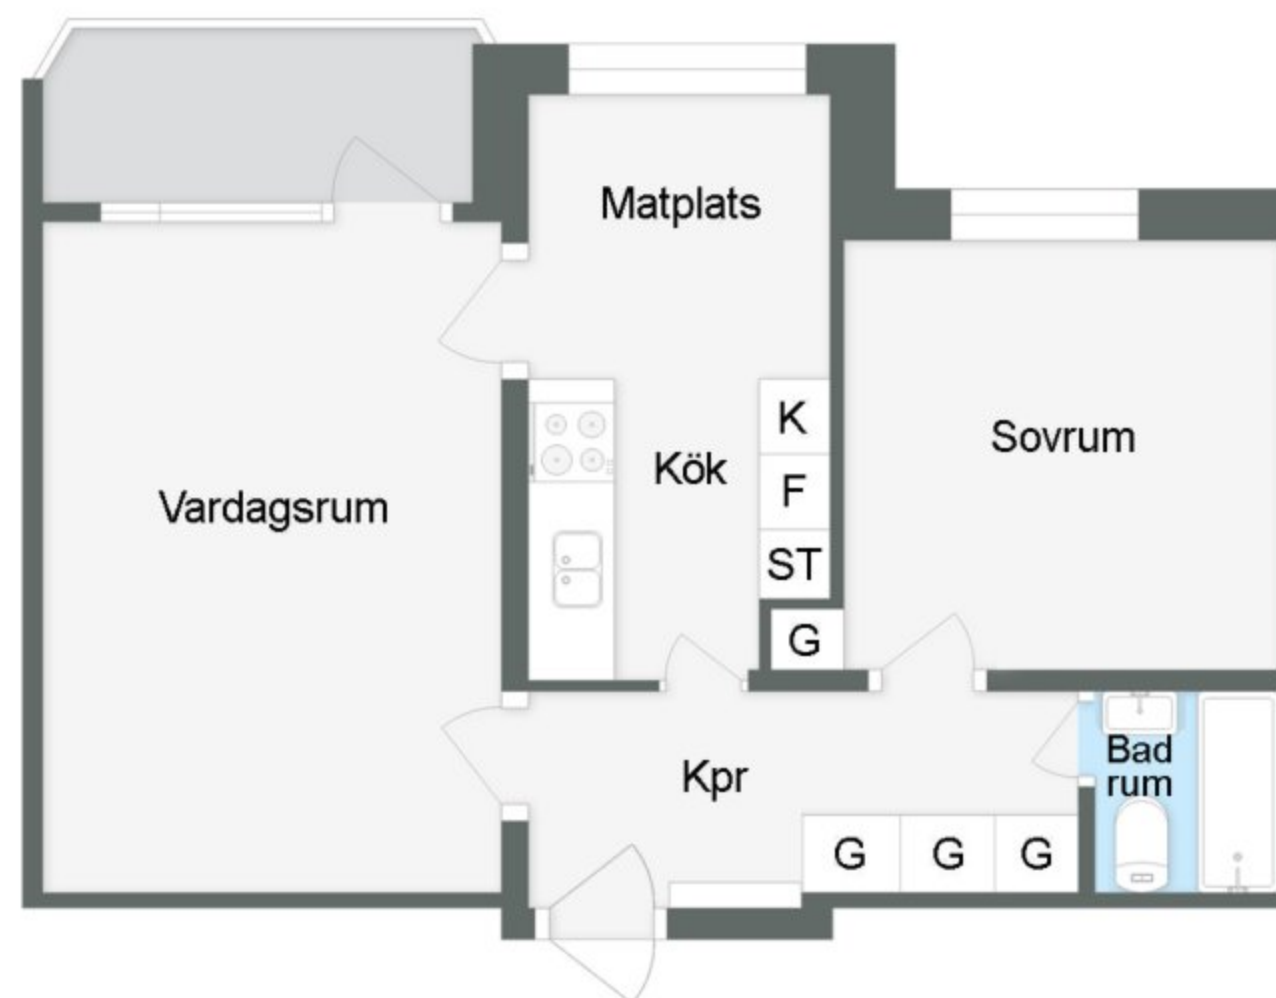 Matplats
Sovrum
Vardagsrum
Kök
K
F
ST
G
Kpr
Bad
rum
G
G
G